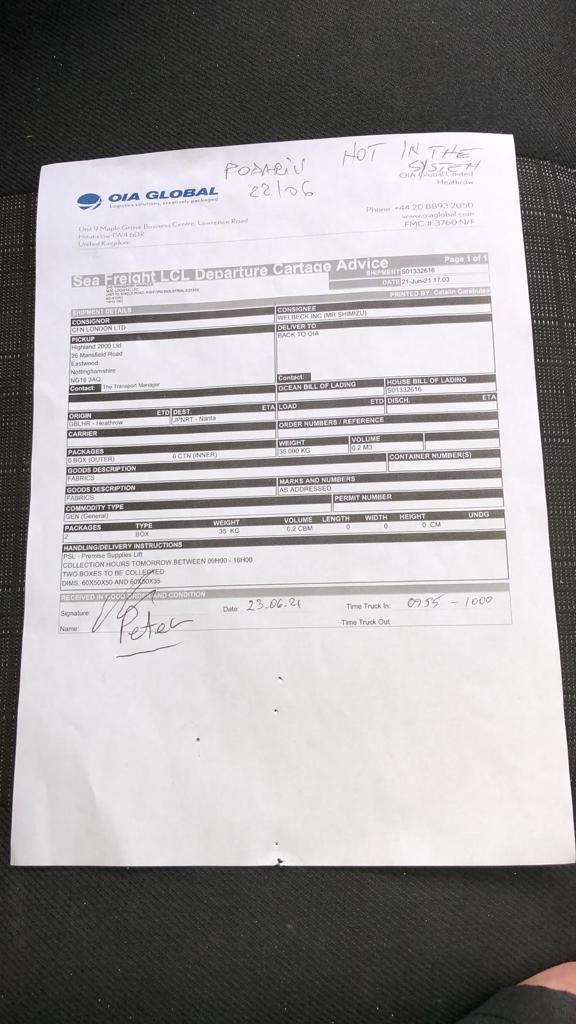 NOT IN THE
SYSTEM
22/06
OIA GLOBAL
Logistics solutions, creatively packaged
OIA Global Limited
Heathrow
Unit 9 Maple Grove Business Centre, Lawrence Road
Hounslow TW4 6DR
United Kingdom
Phone +44 20 8893 2050
www.oiaglobal.com
FMC # 3760 N/F
Sea Freight LCL Departure Cartage Advice
Page 1 of 1
SHIPMENT S01332616
DATE 21-Jun-21 17:03
PRINTED BY: Catalin
SHIPMENT DETAILS
CONSIGNOR
CFN LONDON LTD
CONSIGNEE
WELBECK INC (MR SHIMIZU)
PICKUP
Highland 2000 Ltd
26 Mansfield Road
Eastwood
Nottinghamshire
NG16 3AQ
Contact: The Transport Manager
DELIVER TO
BACK TO OIA
Contact:
OCEAN BILL OF LADING
HOUSE BILL OF LADING
S01332616
ORIGIN ETD DEST. ETA LOAD ETD DISCH. ETA
GBLHR - Heathrow JPNRT - Narita
CARRIER
ORDER NUMBERS / REFERENCE
PACKAGES
0 BOX (OUTER) 0 CTN (INNER)
WEIGHT
35.000 KG
VOLUME
0.2 M3
GOODS DESCRIPTION
FABRICS
CONTAINER NUMBER(S)
GOODS DESCRIPTION
FABRICS
MARKS AND NUMBERS
AS ADDRESSED
COMMODITY TYPE
GEN (General)
PERMIT NUMBER
PACKAGES TYPE WEIGHT VOLUME LENGTH WIDTH HEIGHT UNDG
2 BOX 35 KG 0.2 CBM 0 0 0 CM
HANDLING/DELIVERY INSTRUCTIONS
PSL - Premise Supplies Lift
COLLECTION HOURS TOMORROW BETWEEN 09H00 - 16H00
TWO BOXES TO BE COLLECTED
DIMS: 60X50X50 AND 60X50X35
RECEIVED IN GOOD ORDER AND CONDITION
Signature: Date: 23.06.21 Time Truck In: 0955 - 1000
Name: Peter Time Truck Out: